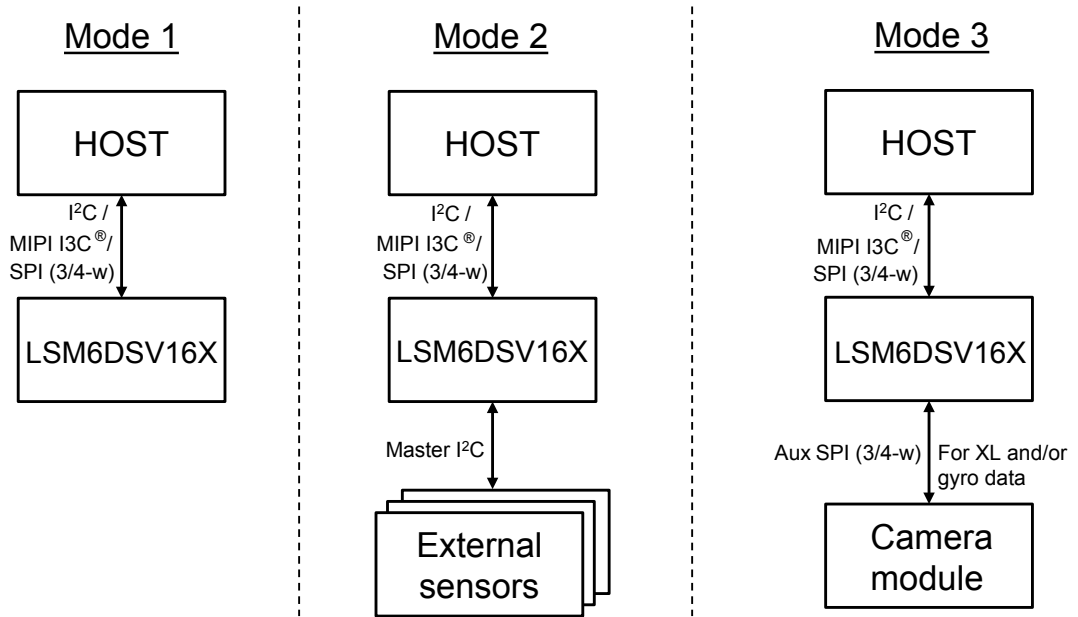 Mode 1
HOST
I²C /
MIPI I3C®/
SPI (3/4-w)
LSM6DSV16X
Mode 2
HOST
I²C /
MIPI I3C®/
SPI (3/4-w)
LSM6DSV16X
Master I²C
External
sensors
Mode 3
HOST
I²C /
MIPI I3C®/
SPI (3/4-w)
LSM6DSV16X
Aux SPI (3/4-w)
For XL and/or
gyro data
Camera
module